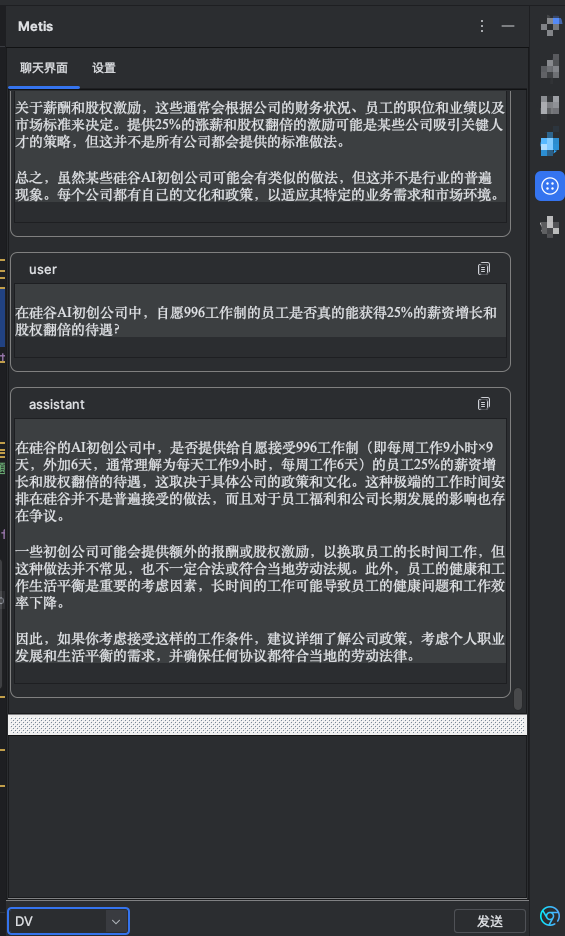 Metis
聊天界面 设置
关于薪酬和股权激励，这些通常会根据公司的财务状况、员工的职位和业绩以及
市场标准来决定。提供25%的涨薪和股权翻倍的激励可能是某些公司吸引关键人
才的策略，但这并不是所有公司都会提供的标准做法。
总之，虽然某些硅谷AI初创公司可能会有类似的做法，但这并不是行业的普遍
现象。每个公司都有自己的文化和政策，以适应其特定的业务需求和市场环境。
user
在硅谷AI初创公司中，自愿996工作制的员工是否真的能获得25%的薪资增长和
股权翻倍的待遇?
assistant
在硅谷的AI初创公司中，是否提供给自愿接受996工作制（即每周工作9小时×9
天，外加6天，通常理解为每天工作9小时，每周工作6天）的员工25%的薪资增
长和股权翻倍的待遇，这取决于具体公司的政策和文化。这种极端的工作时间安
排在硅谷并不是普遍接受的做法，而且对于员工福利和公司长期发展的影响也存
在争议。
一些初创公司可能会提供额外的报酬或股权激励，以换取员工的长时间工作，但
这种做法并不常见，也不一定合法或符合当地劳动法规。此外，员工的健康和工
作生活平衡是重要的考虑因素，长时间的工作可能导致员工的健康问题和工作效
率下降。
因此，如果你考虑接受这样的工作条件，建议详细了解公司政策，考虑个人职业
发展和生活平衡的需求，并确保任何协议都符合当地的劳动法律。
DV
发送